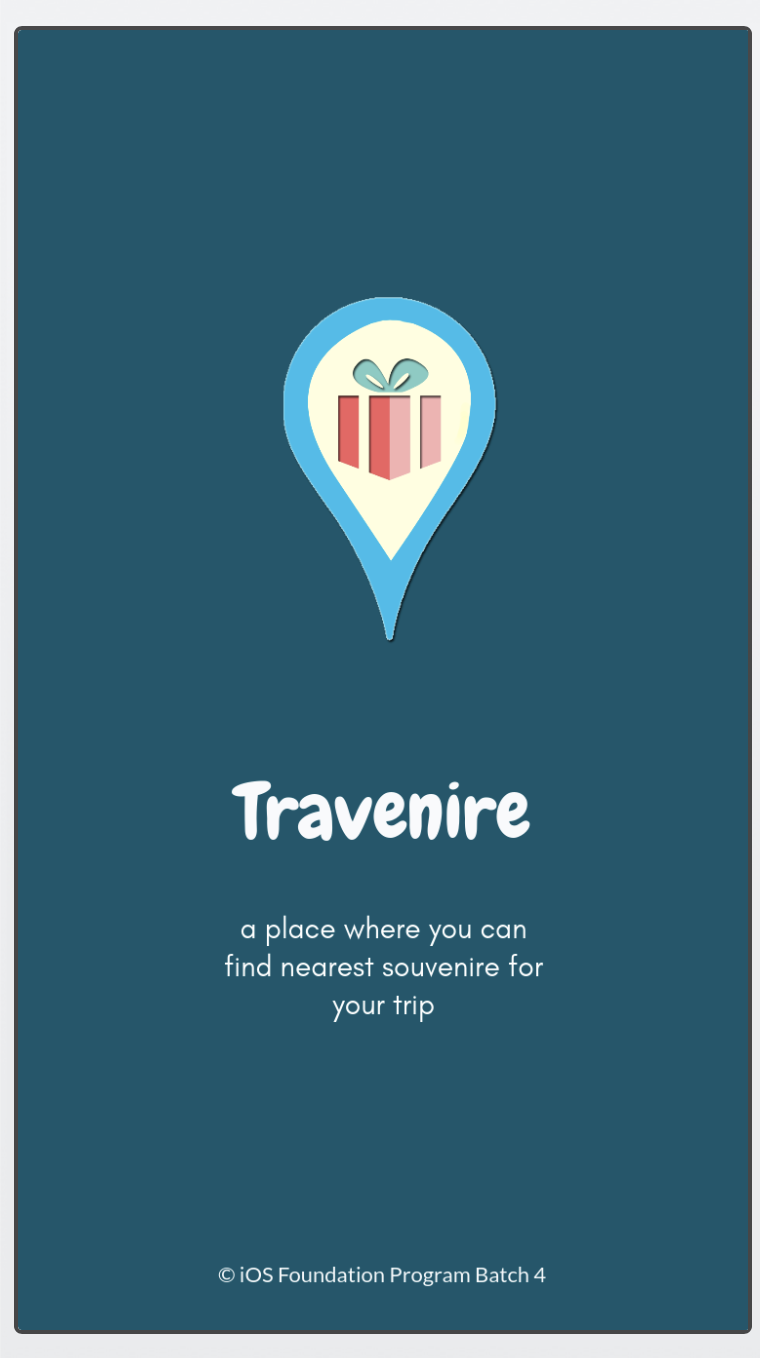 Travenire
a place where you can
find nearest souvenire for
your trip
© iOS Foundation Program Batch 4